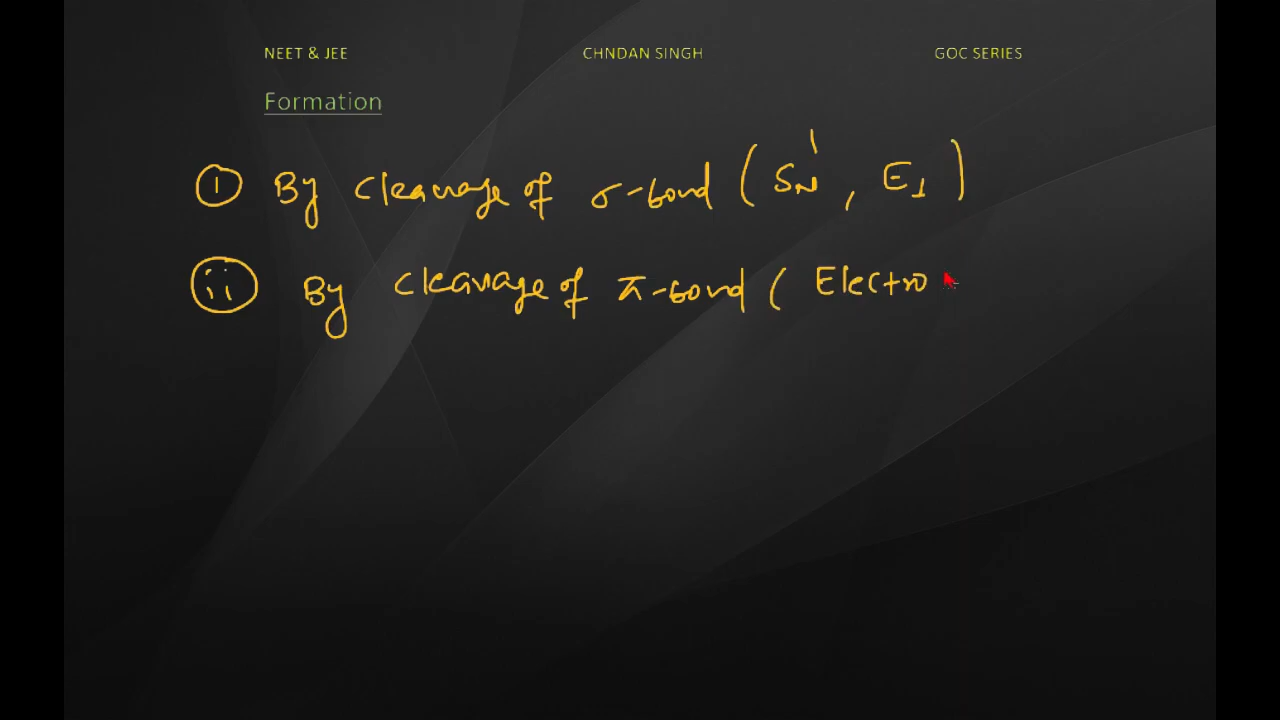 NEET & JEE CHNDAN SINGH GOC SERIES
Formation
① By cleavage of σ-bond (SN¹, E1)
ⓘⓘ By cleavage of π-bond ( Electro